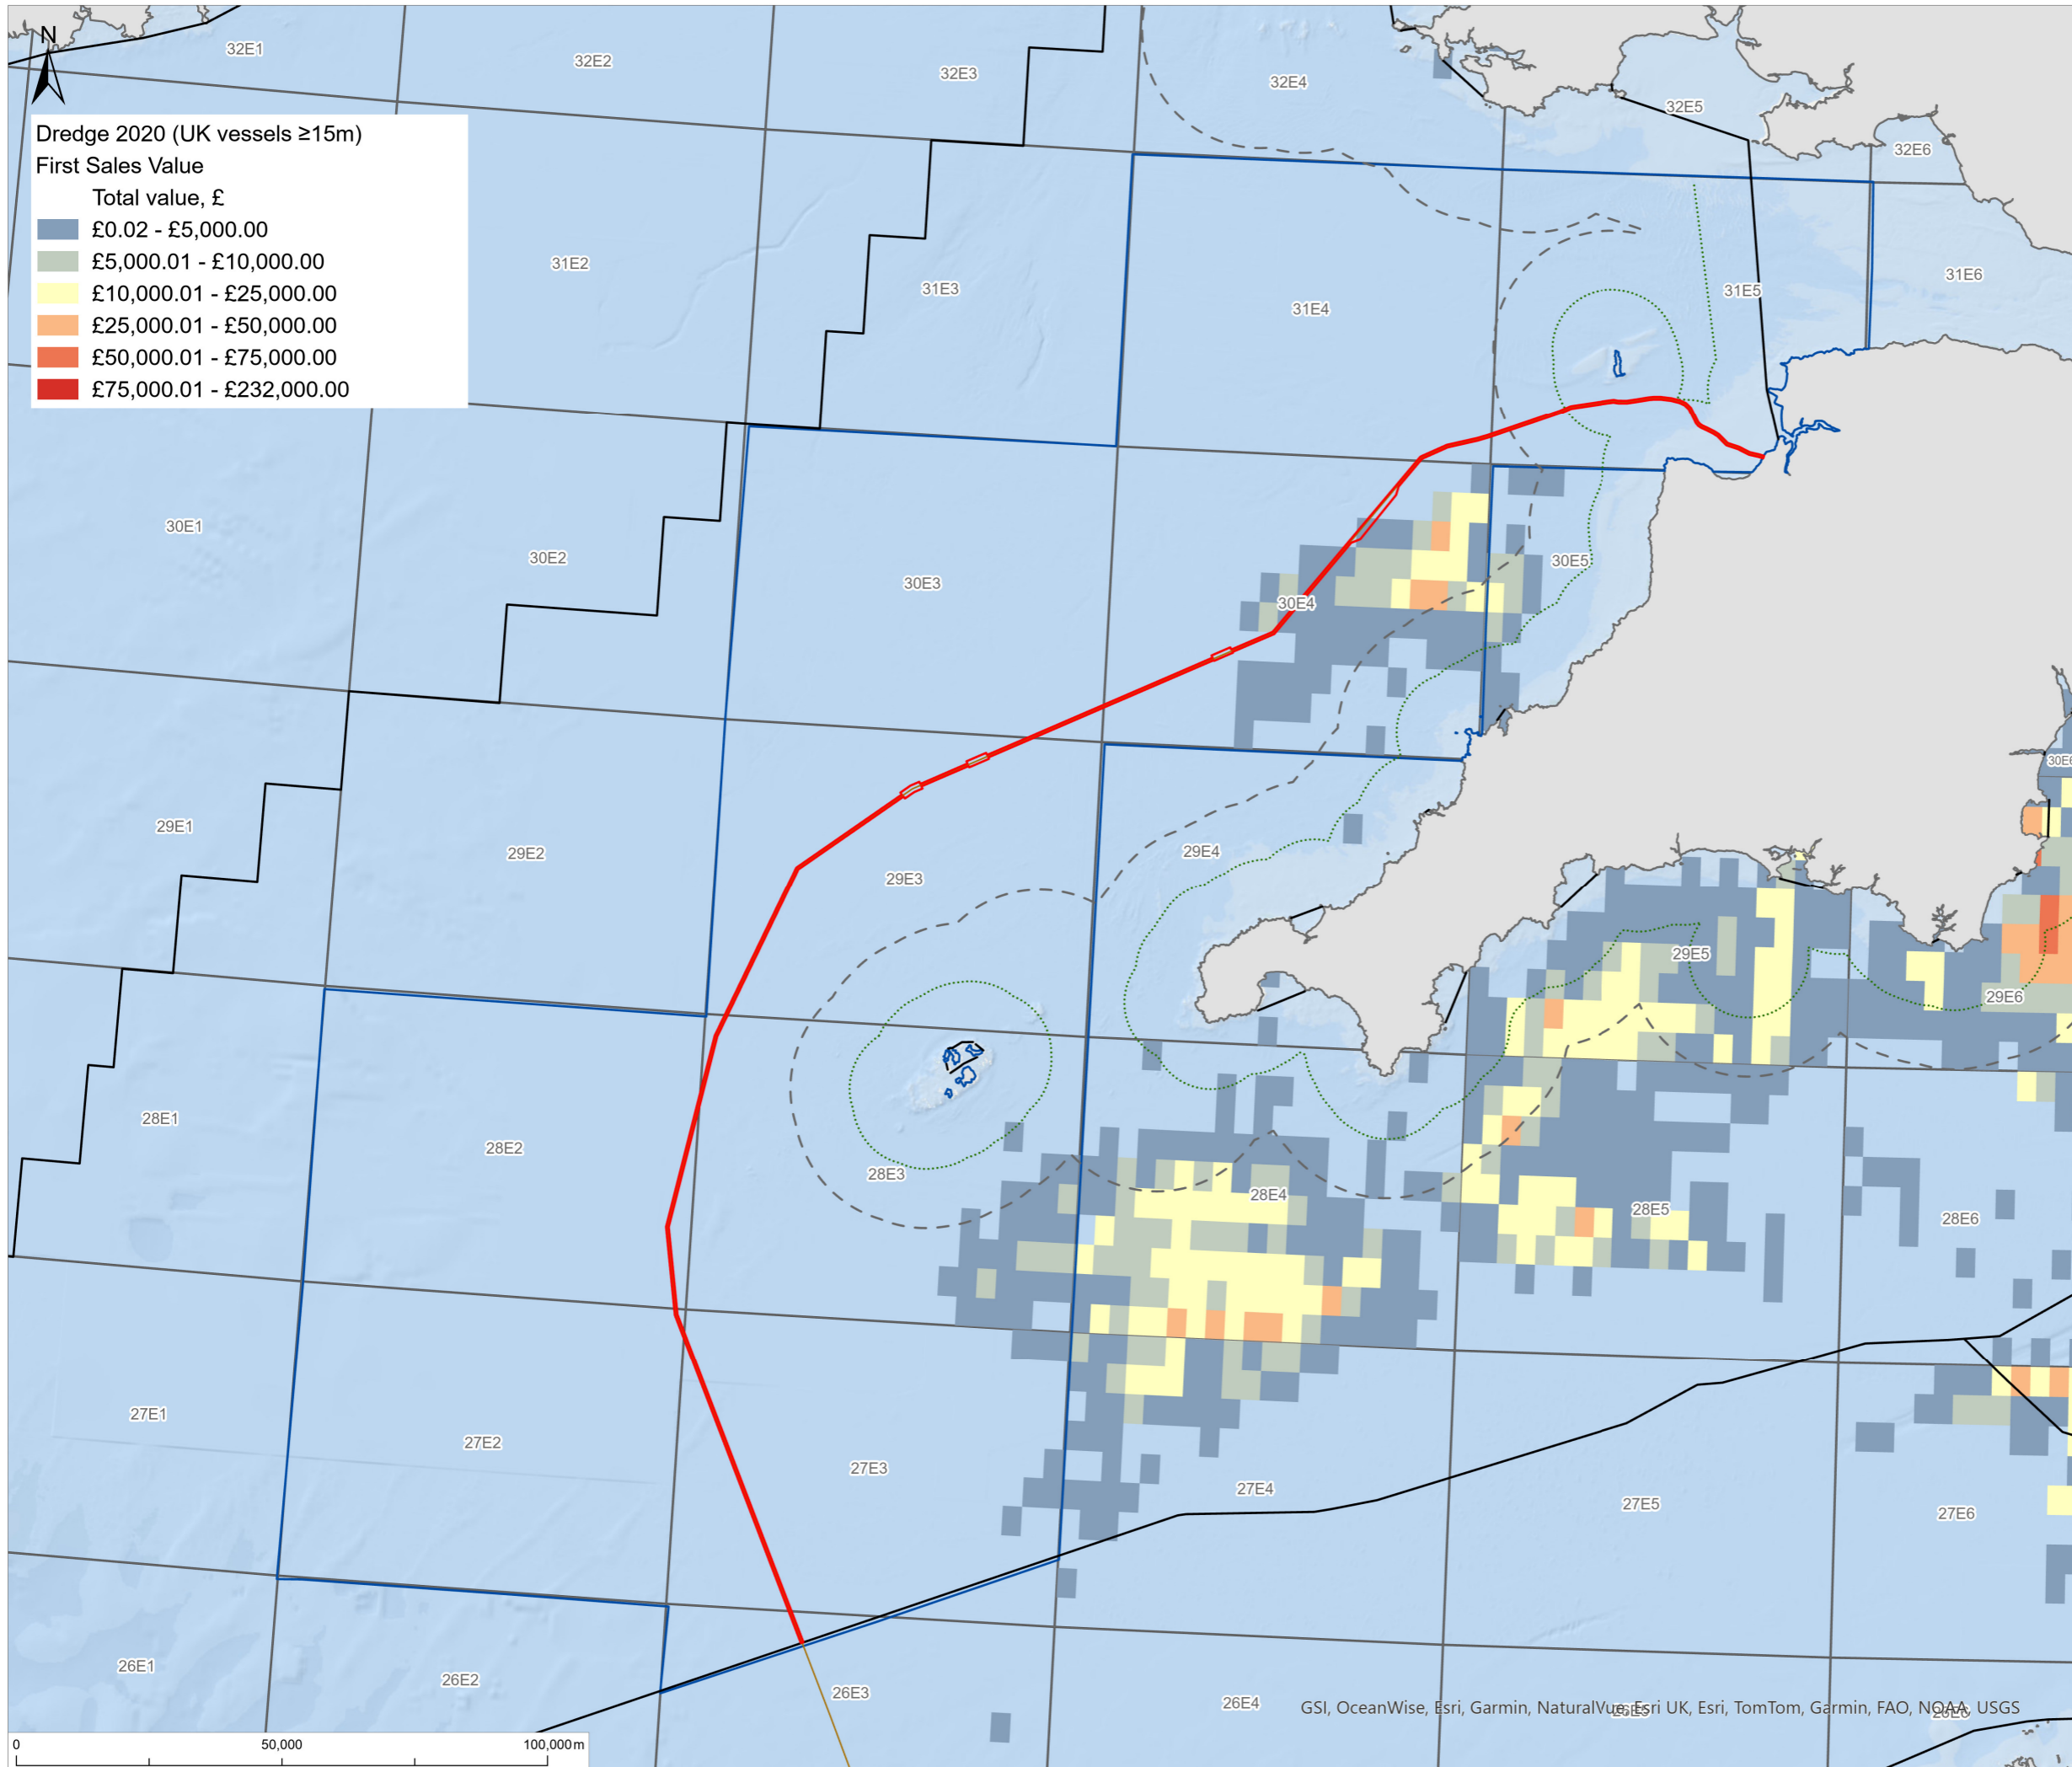 N
32E1
32E2
32E3
32E4
32E5
32E6
Dredge 2020 (UK vessels ≥15m)
First Sales Value
Total value, £
£0.02 - £5,000.00
£5,000.01 - £10,000.00
£10,000.01 - £25,000.00
£25,000.01 - £50,000.00
£50,000.01 - £75,000.00
£75,000.01 - £232,000.00
31E2
31E3
31E4
31E5
31E6
30E1
30E2
30E3
30E4
30E5
30E6
29E1
29E2
29E3
29E4
29E5
29E6
28E1
28E2
28E3
28E4
28E5
28E6
27E1
27E2
27E3
27E4
27E5
27E6
26E1
26E2
26E3
26E4
GSI, OceanWise, Esri, Garmin, NaturalVue, Esri UK, Esri, TomTom, Garmin, FAO, NOAA, USGS
0 50,000 100,000 m